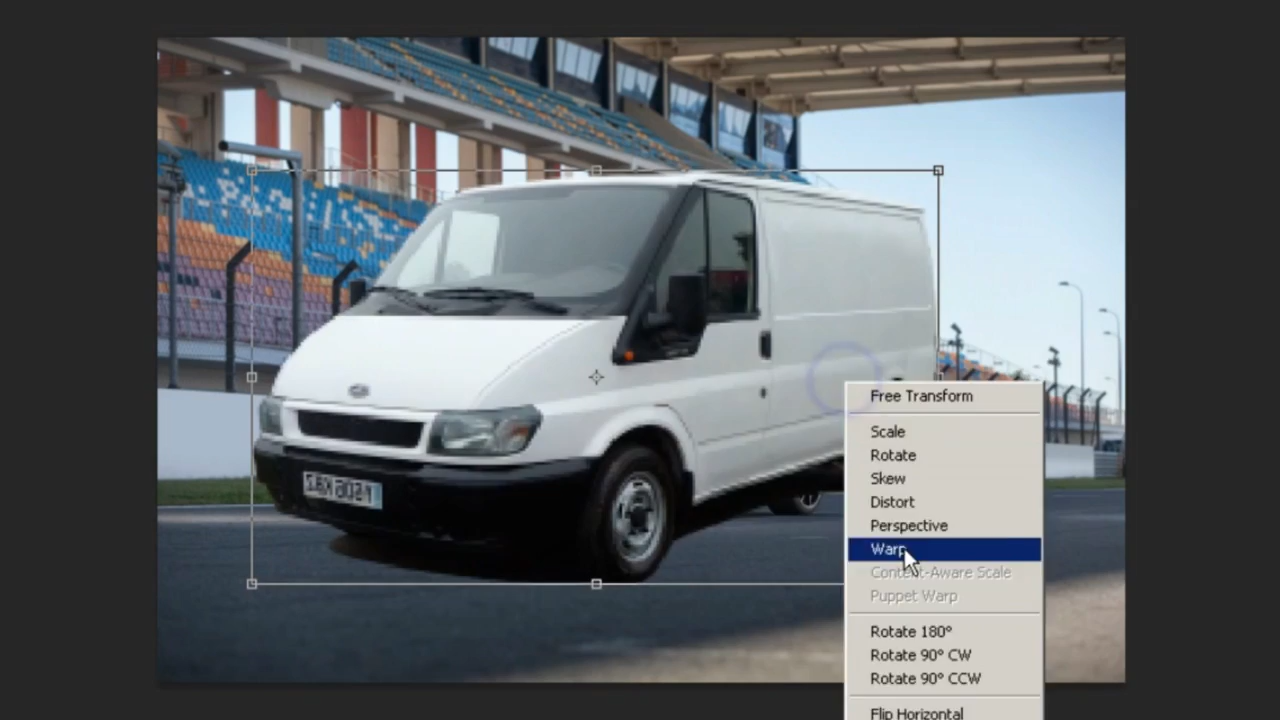 Free Transform
Scale
Rotate
Skew
Distort
Perspective
Warp
Content-Aware Scale
Puppet Warp
Rotate 180°
Rotate 90° CW
Rotate 90° CCW
Flip Horizontal